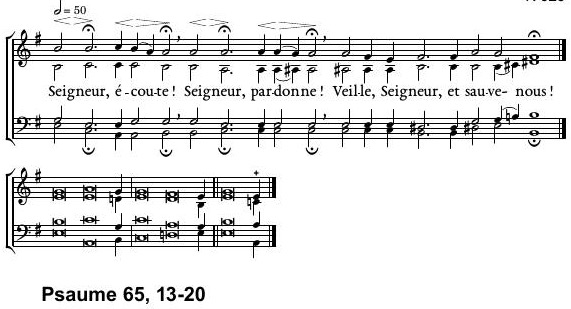 = 50
Seigneur, é-cou-te! Seigneur, par-donne! Veil-le, Seigneur, et sau-ve- nous!
Psaume 65, 13-20